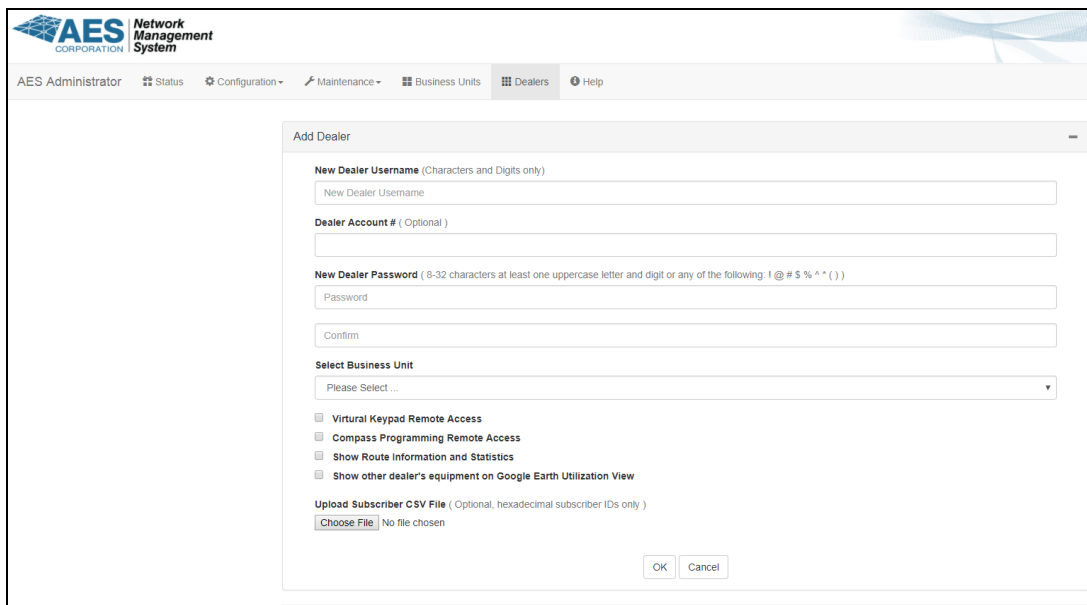 AES
CORPORATION
Network
Management
System
AES Administrator Status Configuration Maintenance Business Units Dealers Help
Add Dealer
New Dealer Username (Characters and Digits only)
New Dealer Username
Dealer Account # ( Optional )
New Dealer Password ( 8-32 characters at least one uppercase letter and digit or any of the following: ! @ # $ % ^ * ( ) )
Password
Confirm
Select Business Unit
Please Select ...
Virtural Keypad Remote Access
Compass Programming Remote Access
Show Route Information and Statistics
Show other dealer's equipment on Google Earth Utilization View
Upload Subscriber CSV File ( Optional, hexadecimal subscriber IDs only )
Choose File No file chosen
OK Cancel